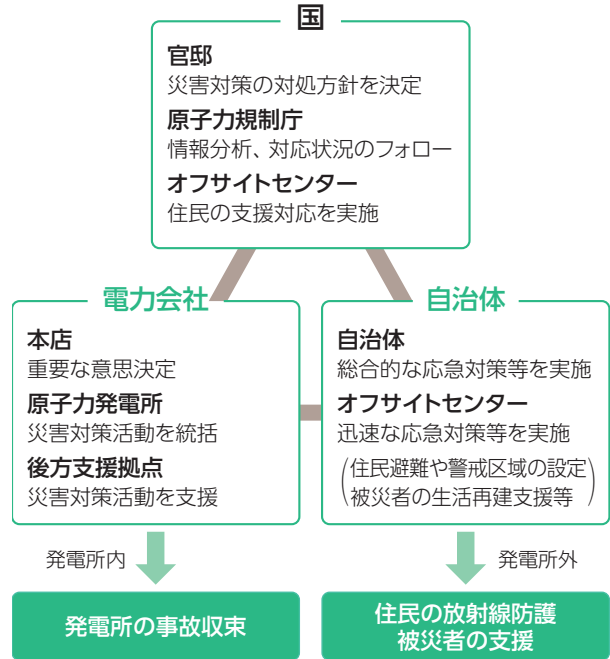 国
官邸
災害対策の対処方針を決定
原子力規制庁
情報分析、対応状況のフォロー
オフサイトセンター
住民の支援対応を実施
電力会社
本店
重要な意思決定
原子力発電所
災害対策活動を統括
後方支援拠点
災害対策活動を支援
自治体
自治体
総合的な応急対策等を実施
オフサイトセンター
迅速な応急対策等を実施
(住民避難や警戒区域の設定
被災者の生活再建支援等)
発電所内
発電所の事故収束
発電所外
住民の放射線防護
被災者の支援